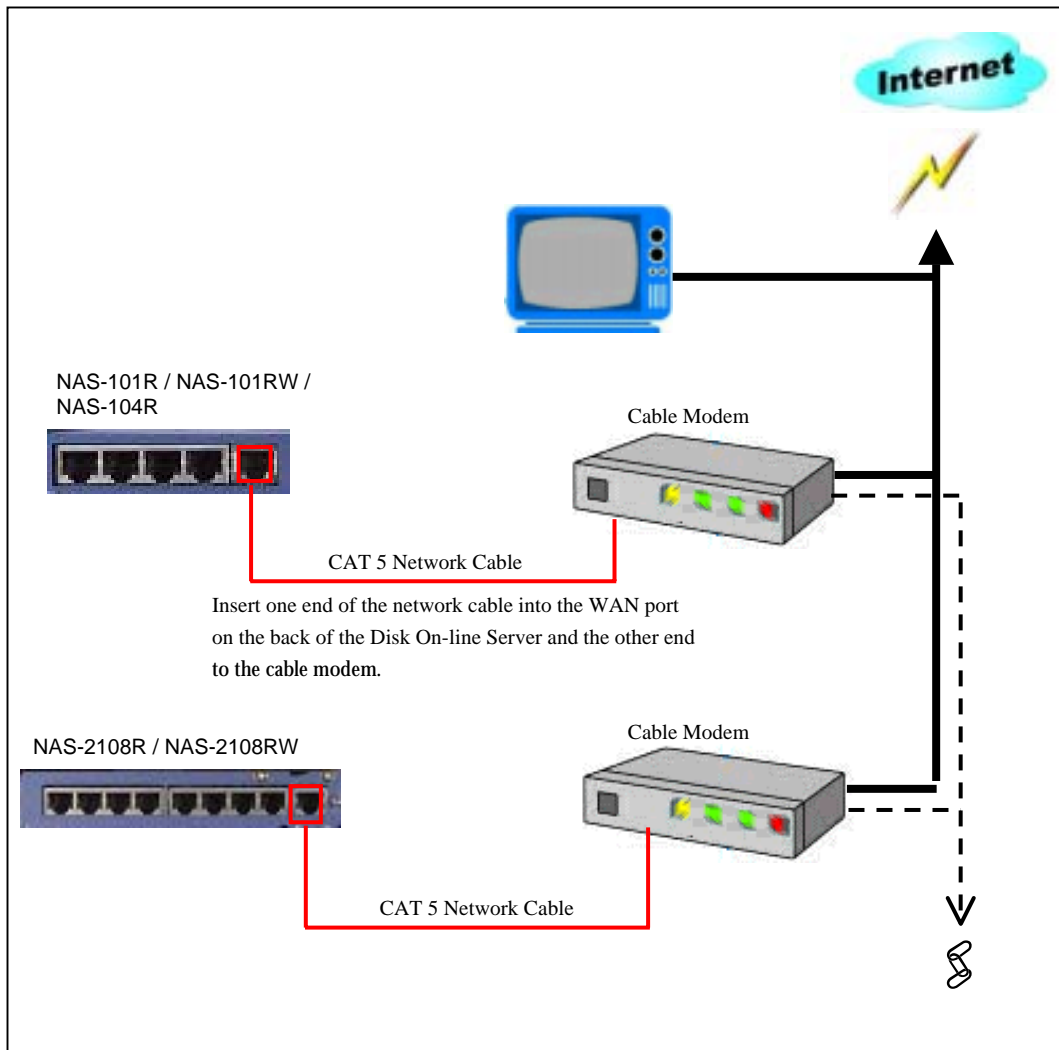 Internet
NAS-101R / NAS-101RW /
NAS-104R
Cable Modem
CAT 5 Network Cable
Insert one end of the network cable into the WAN port
on the back of the Disk On-line Server and the other end
to the cable modem.
NAS-2108R / NAS-2108RW
Cable Modem
CAT 5 Network Cable